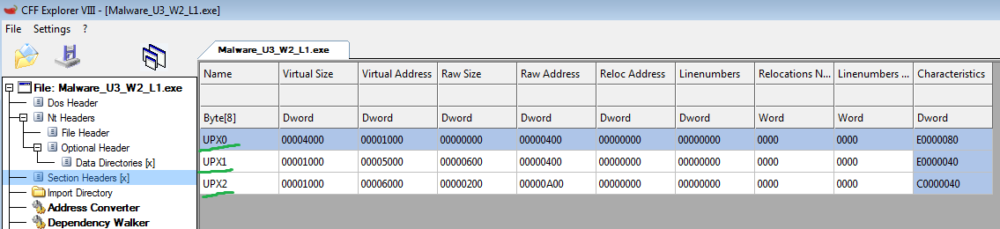 CFF Explorer VIII - [Malware_U3_W2_L1.exe]
File Settings ?
Malware_U3_W2_L1.exe
File: Malware_U3_W2_L1.exe
Dos Header
Nt Headers
File Header
Optional Header
Data Directories [x]
Section Headers [x]
Import Directory
Address Converter
Dependency Walker
Name Virtual Size Virtual Address Raw Size Raw Address Reloc Address Linenumbers Relocations N... Linenumbers ... Characteristics
Byte[8] Dword Dword Dword Dword Dword Dword Word Word Dword
UPX0 00004000 00001000 00000000 00000400 00000000 00000000 0000 0000 E0000080
UPX1 00001000 00005000 00000600 00000400 00000000 00000000 0000 0000 E0000040
UPX2 00001000 00006000 00000200 00000A00 00000000 00000000 0000 0000 C0000040